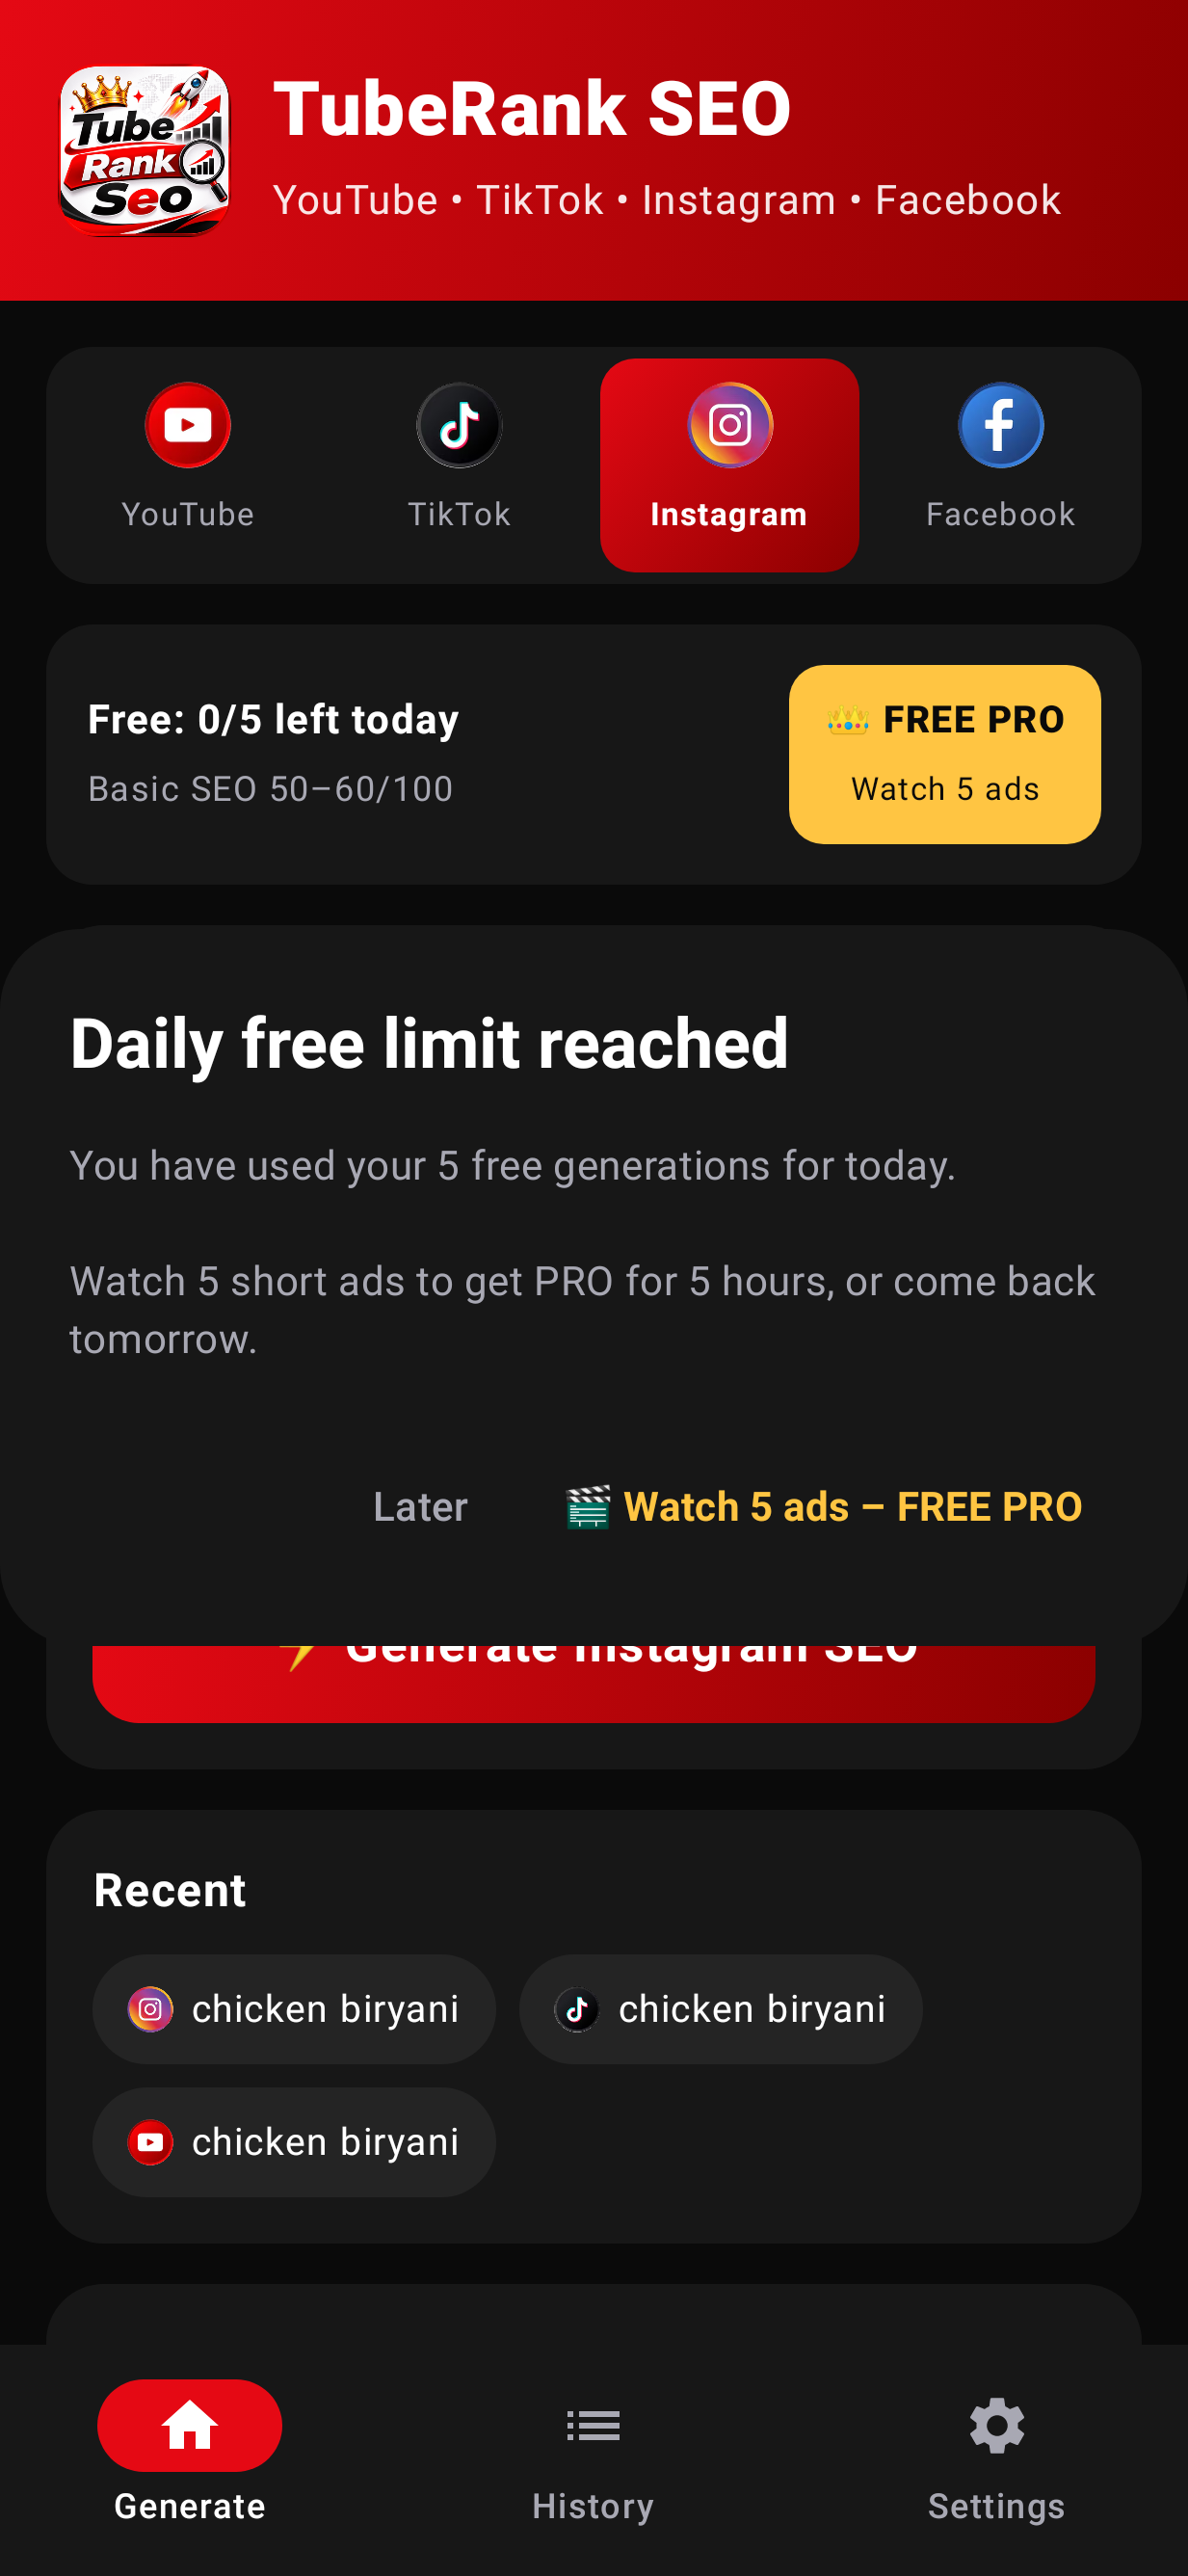 Tube
Rank
Seo
TubeRank SEO
YouTube • TikTok • Instagram • Facebook
YouTube
TikTok
Instagram
Facebook
Free: 0/5 left today
Basic SEO 50–60/100
👑 FREE PRO
Watch 5 ads
Daily free limit reached
You have used your 5 free generations for today.
Watch 5 short ads to get PRO for 5 hours, or come back
tomorrow.
Later
🎬 Watch 5 ads – FREE PRO
⚡ Generate Instagram SEO
Recent
chicken biryani
chicken biryani
chicken biryani
Generate
History
Settings